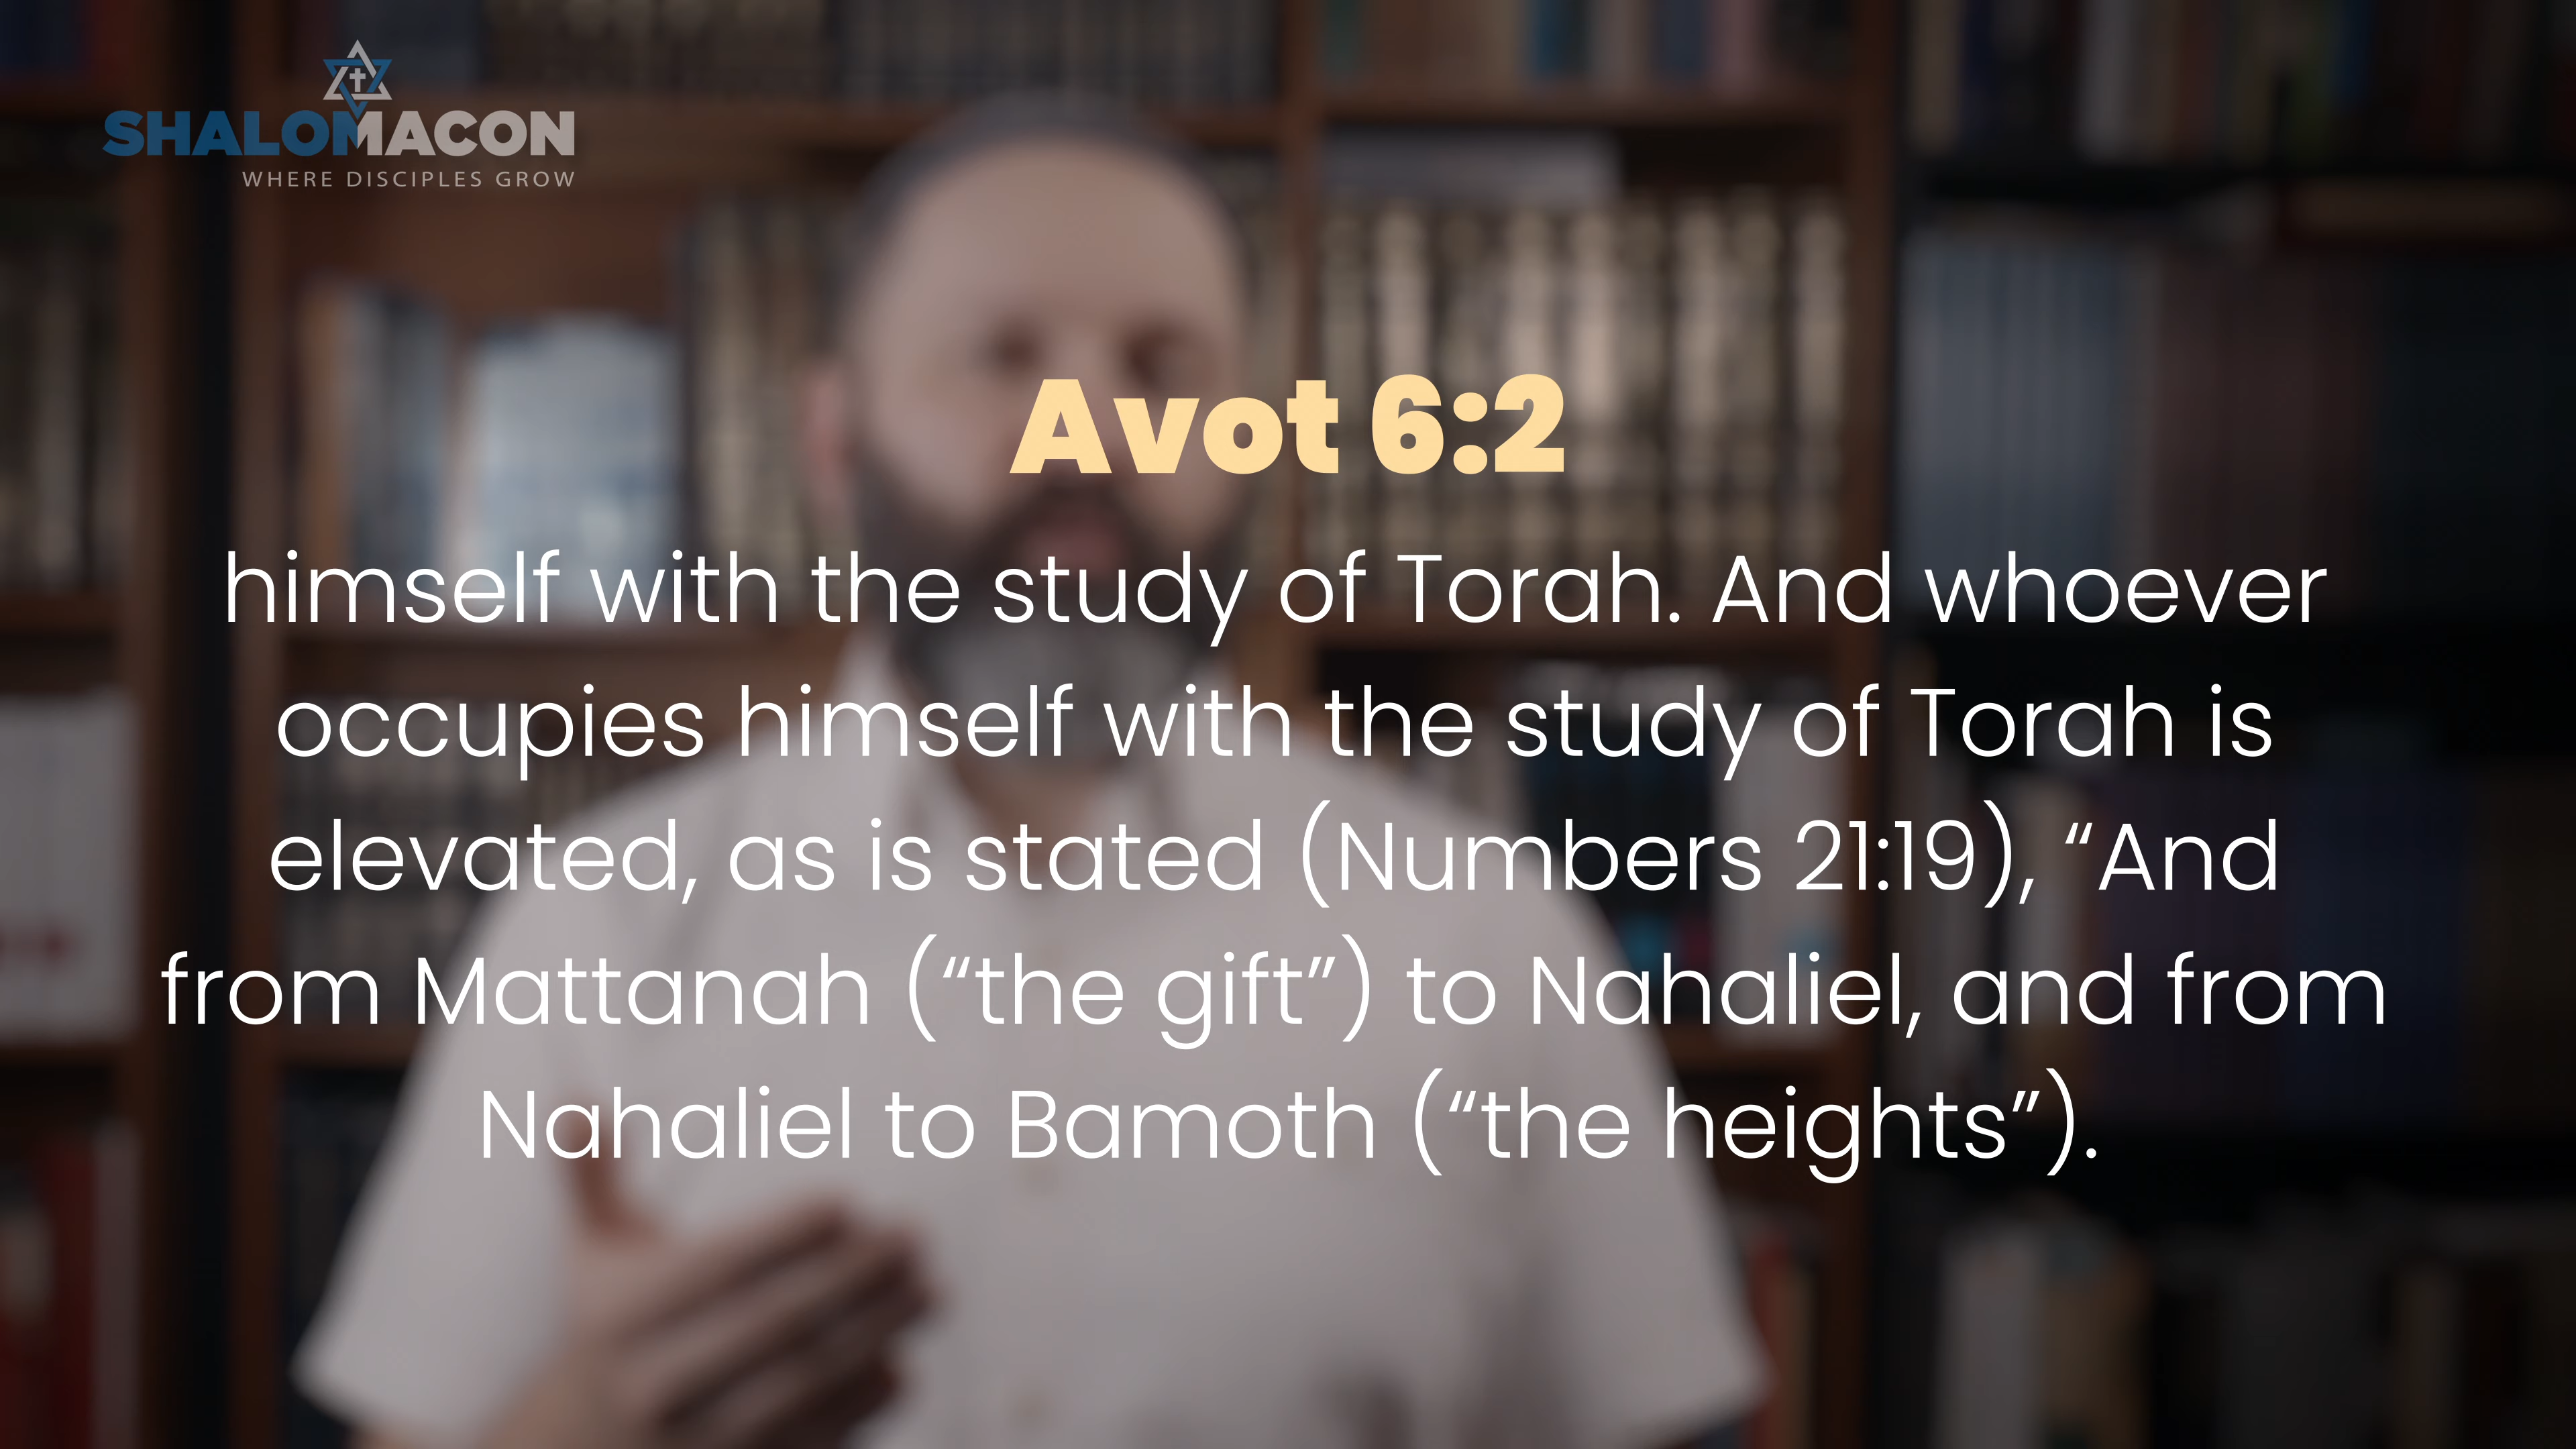 SHALOMACON
WHERE DISCIPLES GROW
Avot 6:2
himself with the study of Torah. And whoever
occupies himself with the study of Torah is
elevated, as is stated (Numbers 21:19), “And
from Mattanah (“the gift”) to Nahaliel, and from
Nahaliel to Bamoth (“the heights”).